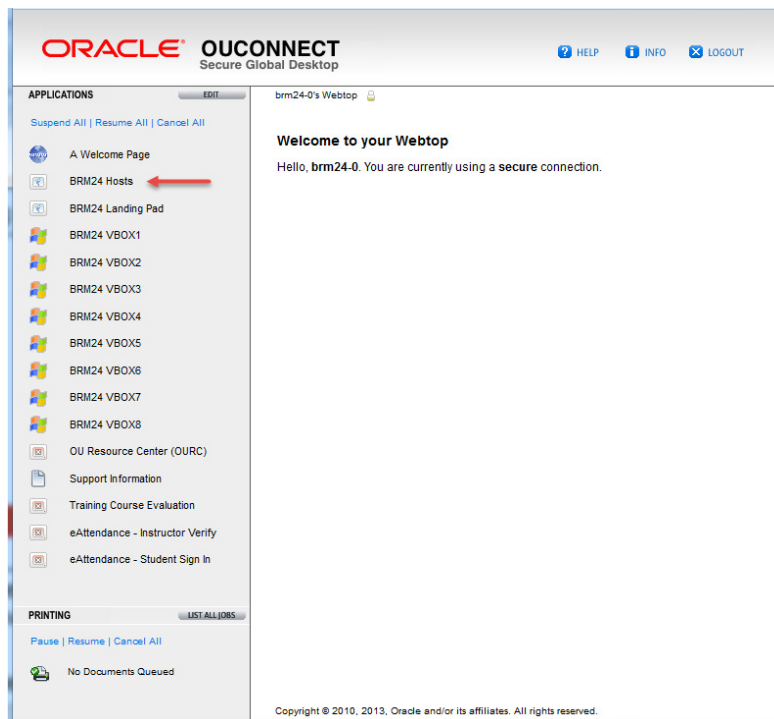 ORACLE OUCONNECT
Secure Global Desktop
HELP INFO LOGOUT
APPLICATIONS EDIT
Suspend All | Resume All | Cancel All
A Welcome Page
BRM24 Hosts
BRM24 Landing Pad
BRM24 VBOX1
BRM24 VBOX2
BRM24 VBOX3
BRM24 VBOX4
BRM24 VBOX5
BRM24 VBOX6
BRM24 VBOX7
BRM24 VBOX8
OU Resource Center (OURC)
Support Information
Training Course Evaluation
eAttendance - Instructor Verify
eAttendance - Student Sign In
PRINTING LIST ALL JOBS
Pause | Resume | Cancel All
No Documents Queued
brm24-0's Webtop
Welcome to your Webtop
Hello, brm24-0. You are currently using a secure connection.
Copyright © 2010, 2013, Oracle and/or its affiliates. All rights reserved.